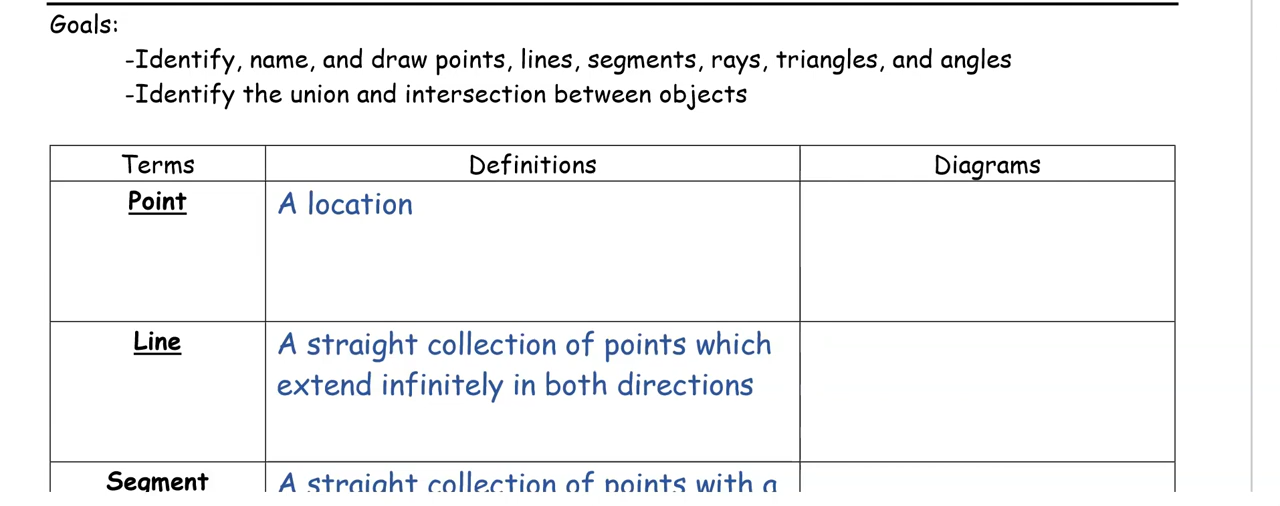 Goals:
-Identify, name, and draw points, lines, segments, rays, triangles, and angles
-Identify the union and intersection between objects
Terms Definitions Diagrams
Point A location
Line A straight collection of points which
extend infinitely in both directions
Segment A straight collection of points with a